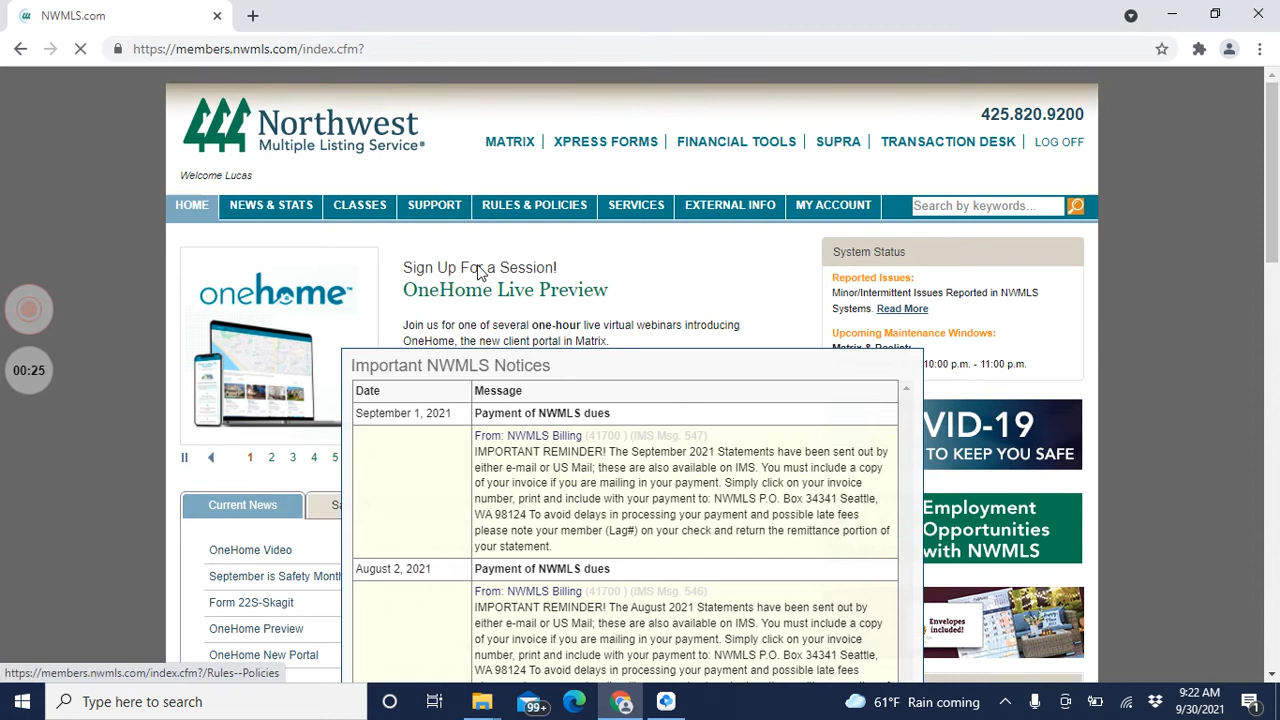 NWMLS.com
https://members.nwmls.com/index.cfm?
Northwest
Multiple Listing Service®
425.820.9200
MATRIX | XPRESS FORMS | FINANCIAL TOOLS | SUPRA | TRANSACTION DESK | LOG OFF
Welcome Lucas
HOME NEWS & STATS CLASSES SUPPORT RULES & POLICIES SERVICES EXTERNAL INFO MY ACCOUNT Search by keywords...
onehome™
Sign Up For a Session!
OneHome Live Preview
Join us for one of several one-hour live virtual webinars introducing
OneHome, the new client portal in Matrix.
System Status
Reported Issues:
Minor/Intermittent Issues Reported in NWMLS
Systems. Read More
Upcoming Maintenance Windows:
Matrix & Realist:
10:00 p.m. - 11:00 p.m.
00:25
Important NWMLS Notices
Date Message
September 1, 2021 Payment of NWMLS dues
From: NWMLS Billing (41700 ) (IMS Msg. 547)
IMPORTANT REMINDER! The September 2021 Statements have been sent out by
either e-mail or US Mail; these are also available on IMS. You must include a copy
of your invoice if you are mailing in your payment. Simply click on your invoice
number, print and include with your payment to: NWMLS P.O. Box 34341 Seattle,
WA 98124 To avoid delays in processing your payment and possible late fees
please note your member (Lag#) on your check and return the remittance portion of
your statement.
August 2, 2021 Payment of NWMLS dues
From: NWMLS Billing (41700 ) (IMS Msg. 546)
IMPORTANT REMINDER! The August 2021 Statements have been sent out by
either e-mail or US Mail; these are also available on IMS. You must include a copy
of your invoice if you are mailing in your payment. Simply click on your invoice
number, print and include with your payment to: NWMLS P.O. Box 34341 Seattle,
WA 98124 To avoid delays in processing your payment and possible late fees
1 2 3 4 5
Current News
OneHome Video
September is Safety Month
Form 22S-Skagit
OneHome Preview
OneHome New Portal
VID-19
TO KEEP YOU SAFE
Employment
Opportunities
with NWMLS
Envelopes
included!
https://members.nwmls.com/index.cfm?/Rules--Policies
Type here to search
99+
61°F Rain coming
9:22 AM
9/30/2021
1